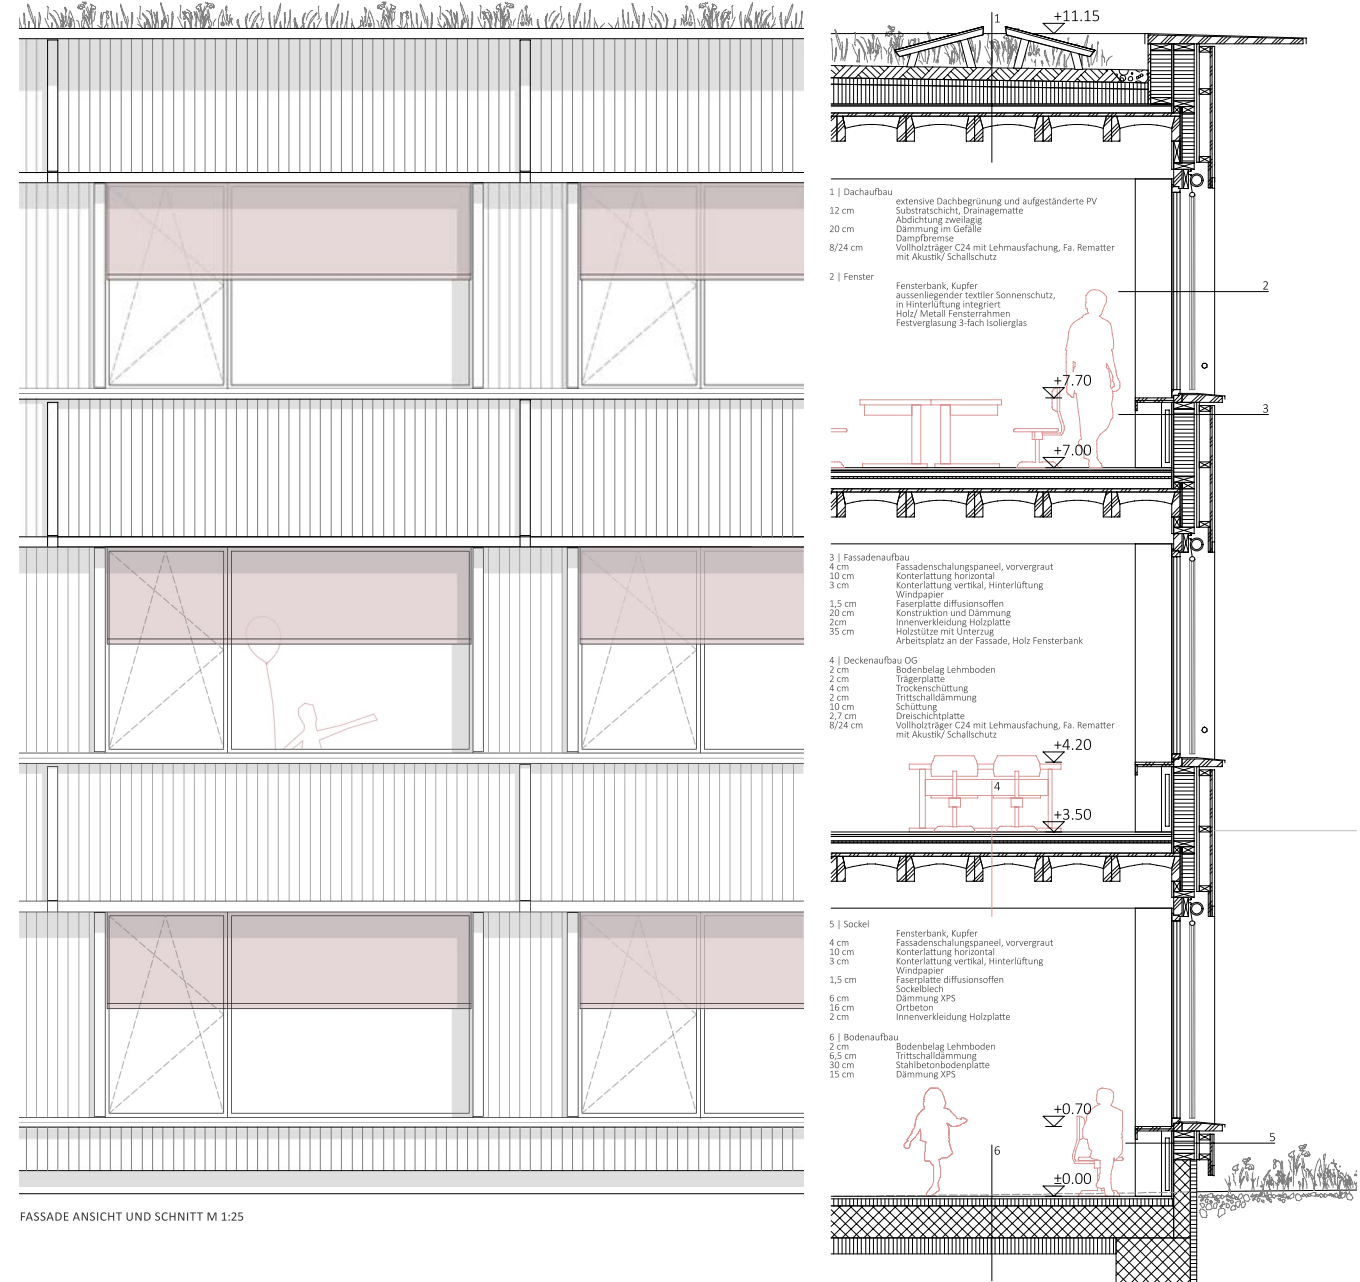 1
+11.15
1 | Dachaufbau
extensive Dachbegrünung und aufgeständerte PV
12 cm Substratschicht, Drainagematte
Abdichtung zweilagig
20 cm Dämmung im Gefälle
Dampfbremse
8/24 cm Vollholzträger C24 mit Lehmausfachung, Fa. Rematter
mit Akustik/ Schallschutz
2 | Fenster
Fensterbank, Kupfer
aussenliegender textiler Sonnenschutz,
in Hinterlüftung integriert
Holz/ Metall Fensterrahmen
Festverglasung 3-fach Isolierglas
2
+7.70
3
+7.00
3 | Fassadenaufbau
4 cm Fassadenschalungspaneel, vorvergraut
10 cm Konterlattung horizontal
3 cm Konterlattung vertikal, Hinterlüftung
Windpapier
1,5 cm Faserplatte diffusionsoffen
20 cm Konstruktion und Dämmung
2cm Innenverkleidung Holzplatte
35 cm Holzstütze mit Unterzug
Arbeitsplatz an der Fassade, Holz Fensterbank
4 | Deckenaufbau OG
2 cm Bodenbelag Lehmboden
2 cm Trägerplatte
4 cm Trockenschüttung
2 cm Trittschalldämmung
10 cm Schüttung
2,7 cm Dreischichtplatte
8/24 cm Vollholzträger C24 mit Lehmausfachung, Fa. Rematter
mit Akustik/ Schallschutz
+4.20
4
+3.50
5 | Sockel
Fensterbank, Kupfer
4 cm Fassadenschalungspaneel, vorvergraut
10 cm Konterlattung horizontal
3 cm Konterlattung vertikal, Hinterlüftung
Windpapier
1,5 cm Faserplatte diffusionsoffen
Sockelblech
6 cm Dämmung XPS
16 cm Ortbeton
2 cm Innenverkleidung Holzplatte
6 | Bodenaufbau
2 cm Bodenbelag Lehmboden
6,5 cm Trittschalldämmung
30 cm Stahlbetonbodenplatte
15 cm Dämmung XPS
+0.70
5
6
±0.00
FASSADE ANSICHT UND SCHNITT M 1:25